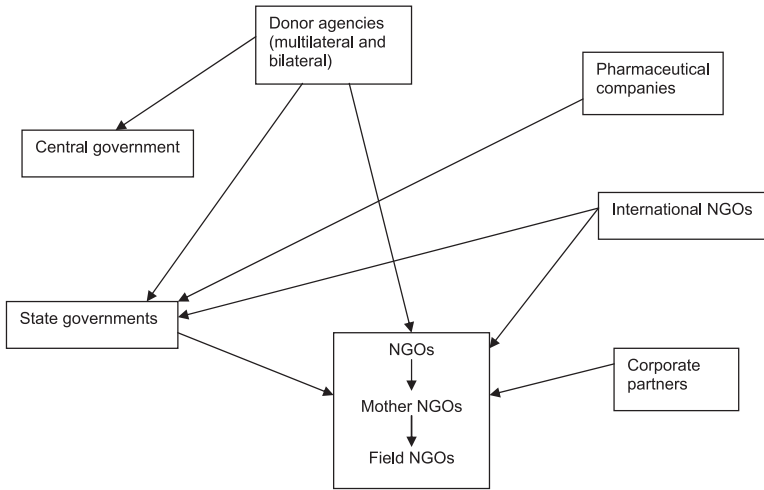 Donor agencies
(multilateral and
bilateral)
Pharmaceutical
companies
Central government
International NGOs
State governments
NGOs
Mother NGOs
Field NGOs
Corporate
partners